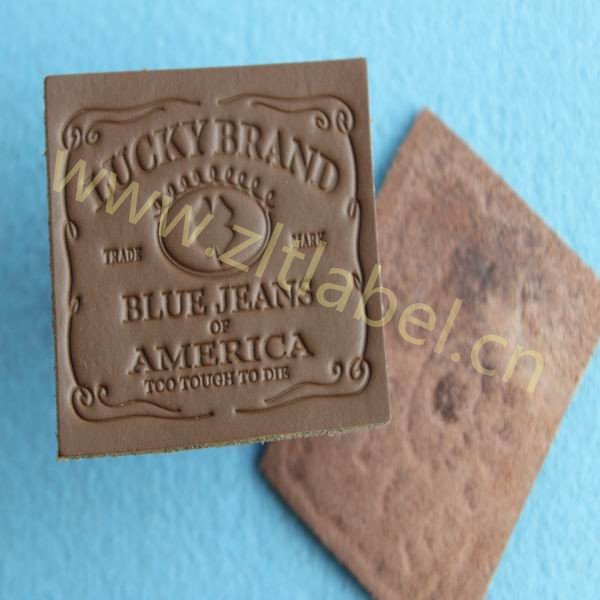 LUCKY BRAND
TRADE MARK
BLUE JEANS
OF
AMERICA
TOO TOUGH TO DIE
www.zltlabel.cn